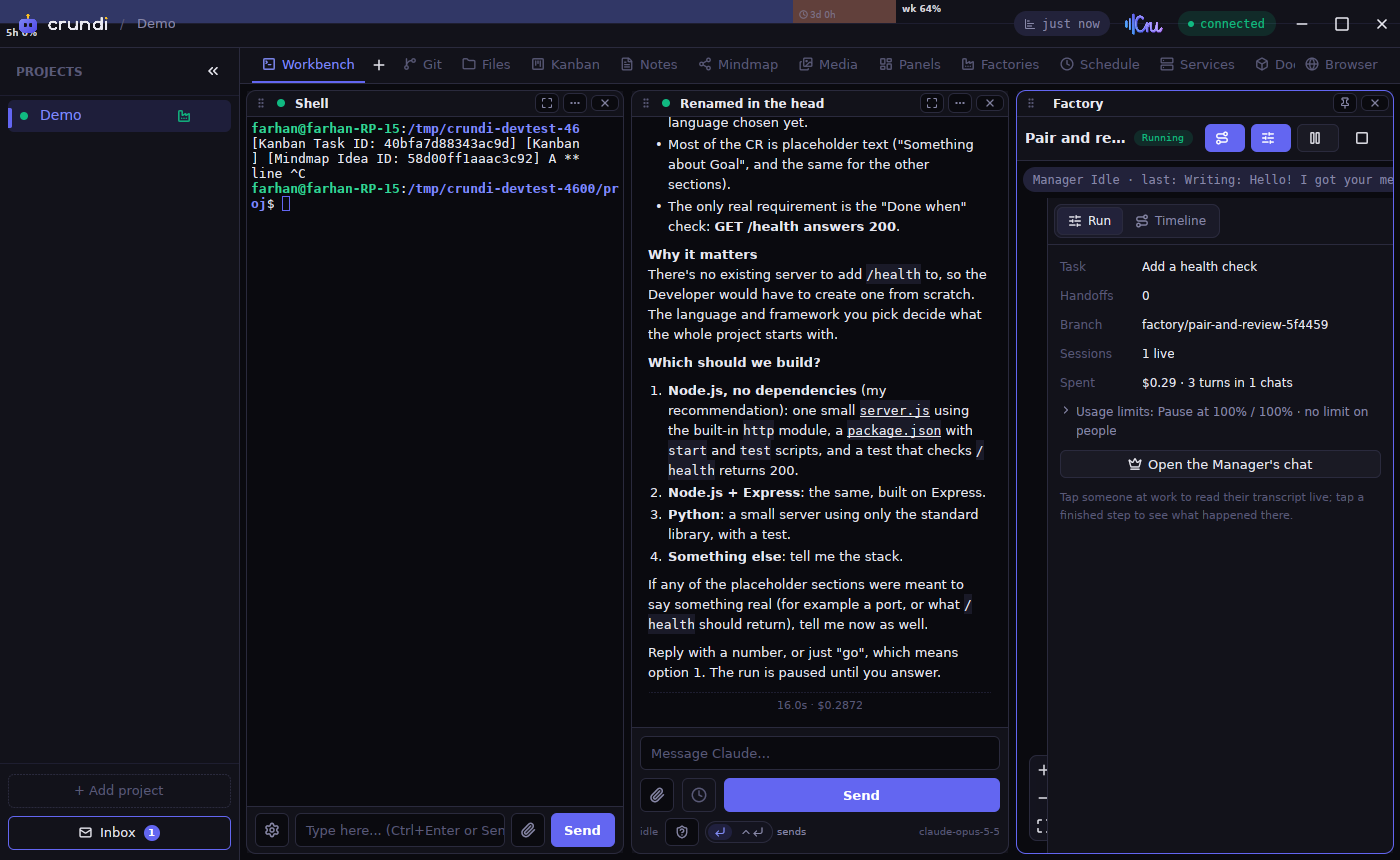 5h 0%
3d 0h
wk 64%
crundi / Demo
just now
Cru
connected
PROJECTS
Demo
+ Add project
Inbox 1
Workbench
Git
Files
Kanban
Notes
Mindmap
Media
Panels
Factories
Schedule
Services
Doc
Browser
Shell
farhan@farhan-RP-15:/tmp/crundi-devtest-46
[Kanban Task ID: 40bfa7d88343ac9d] [Kanban
] [Mindmap Idea ID: 58d00ff1aaac3c92] A **
line ^C
farhan@farhan-RP-15:/tmp/crundi-devtest-4600/pr
oj$
Type here... (Ctrl+Enter or Sen
Send
Renamed in the head
language chosen yet.
• Most of the CR is placeholder text ("Something
about Goal", and the same for the other
sections).
• The only real requirement is the "Done when"
check: GET /health answers 200.
Why it matters
There's no existing server to add /health to, so the
Developer would have to create one from scratch.
The language and framework you pick decide what
the whole project starts with.
Which should we build?
1. Node.js, no dependencies (my
recommendation): one small server.js using
the built-in http module, a package.json with
start and test scripts, and a test that checks /
health returns 200.
2. Node.js + Express: the same, built on Express.
3. Python: a small server using only the standard
library, with a test.
4. Something else: tell me the stack.
If any of the placeholder sections were meant to
say something real (for example a port, or what /
health should return), tell me now as well.
Reply with a number, or just "go", which means
option 1. The run is paused until you answer.
16.0s · $0.2872
Message Claude...
Send
idle
sends
claude-opus-5-5
Factory
Pair and re...
Running
Manager Idle · last: Writing: Hello! I got your me
Run
Timeline
Task Add a health check
Handoffs 0
Branch factory/pair-and-review-5f4459
Sessions 1 live
Spent $0.29 · 3 turns in 1 chats
Usage limits: Pause at 100% / 100% · no limit on
people
Open the Manager's chat
Tap someone at work to read their transcript live; tap a
finished step to see what happened there.